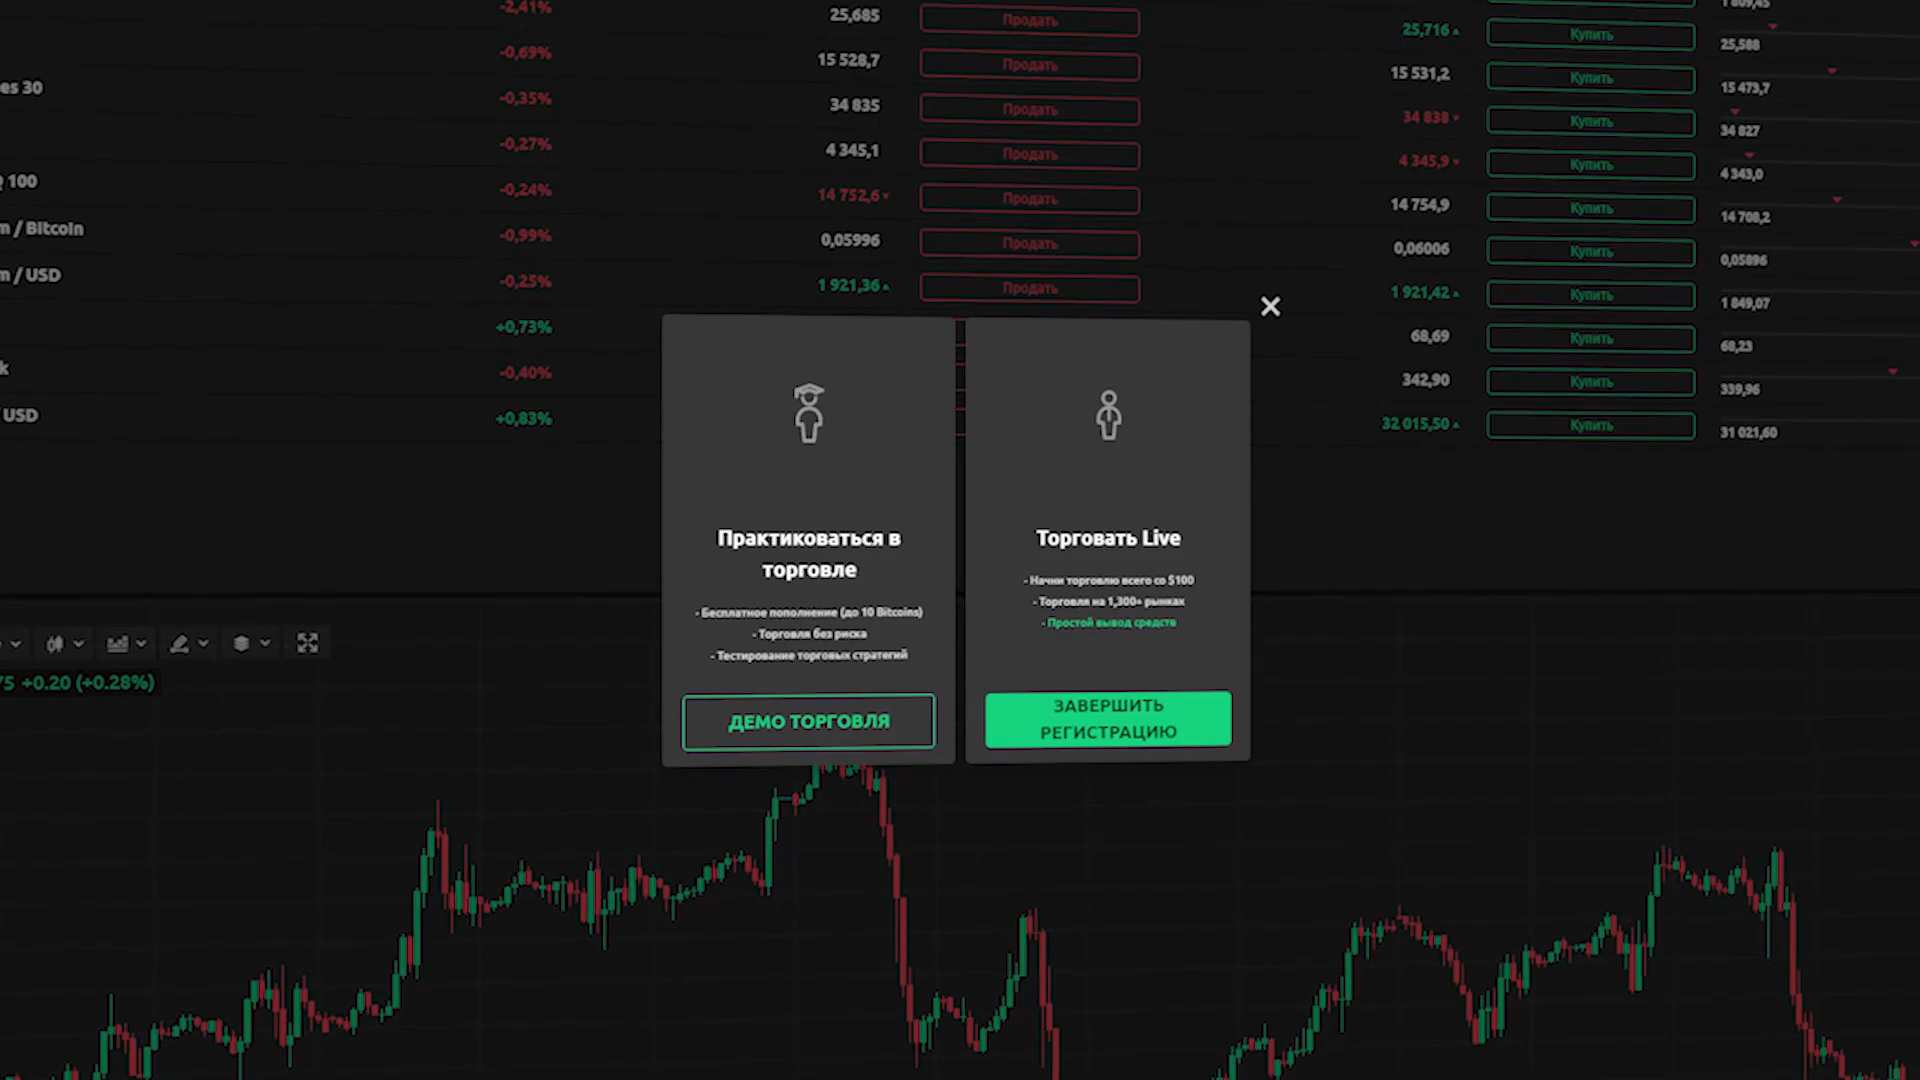 -2,41% 25,685 Продать 25,716 Купить 25,588
-0,69% 15 528,7 Продать 15 531,2 Купить 15 473,7
es 30 -0,35% 34 835 Продать 34 838 Купить 34 827
-0,27% 4 345,1 Продать 4 345,9 Купить 4 343,0
Q 100 -0,24% 14 752,6 Продать 14 754,9 Купить 14 708,2
m / Bitcoin -0,99% 0,05996 Продать 0,06006 Купить 0,05896
m / USD -0,25% 1 921,36 Продать 1 921,42 Купить 1 849,07
+0,73% 68,69 Купить 68,23
k -0,40% 342,90 Купить 339,96
USD +0,83% 32 015,50 Купить 31 021,60
Практиковаться в
торговле
- Бесплатное пополнение (до 10 Bitcoins)
- Торговля без риска
- Тестирование торговых стратегий
ДЕМО ТОРГОВЛЯ
Торговать Live
- Начни торговлю всего со $100
- Торговля на 1,300+ рынках
- Простой вывод средств
ЗАВЕРШИТЬ
РЕГИСТРАЦИЮ
75 +0.20 (+0.28%)